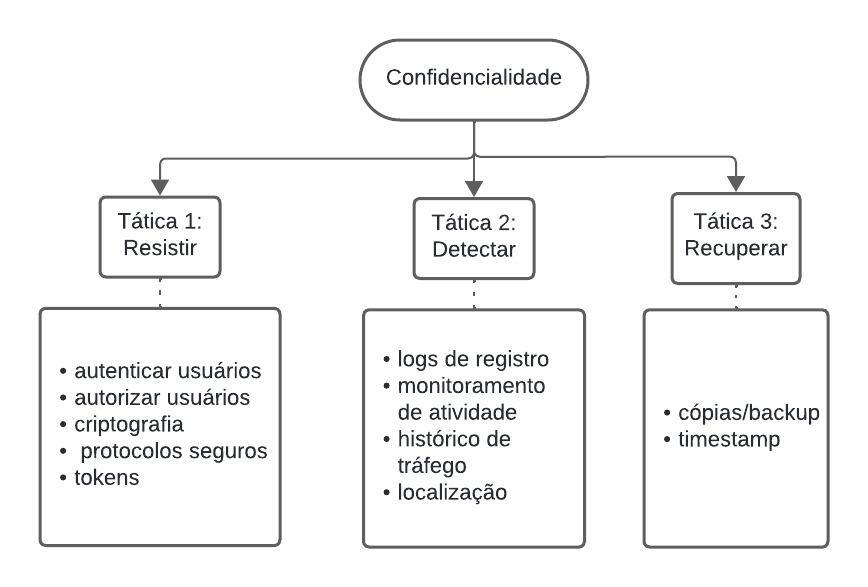 Confidencialidade
Tática 1:
Resistir
Tática 2:
Detectar
Tática 3:
Recuperar
• autenticar usuários
• autorizar usuários
• criptografia
• protocolos seguros
• tokens
• logs de registro
• monitoramento
de atividade
• histórico de
tráfego
• localização
• cópias/backup
• timestamp